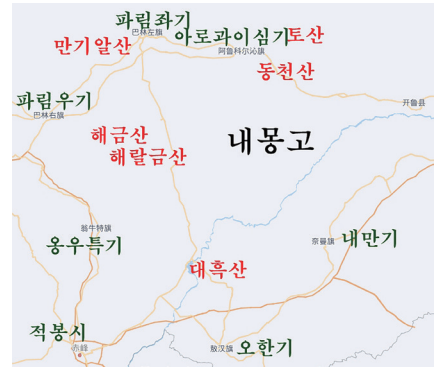 파림좌기
만기알산
巴林左旗
아로과이심기
토산
阿鲁科尔沁旗
동천산
파림우기
巴林右旗
开鲁县
해금산
해랄금산
내몽고
翁牛特旗
옹우특기
奈曼旗
내만기
대흑산
적봉시
赤峰
敖汉旗
오한기